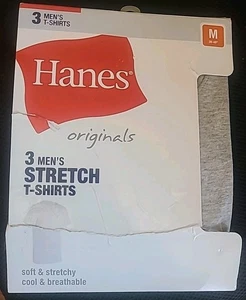 3 MEN'S
T-SHIRTS
M
Hanes®
originals
3 MEN'S
STRETCH
T-SHIRTS
soft & stretchy
cool & breathable